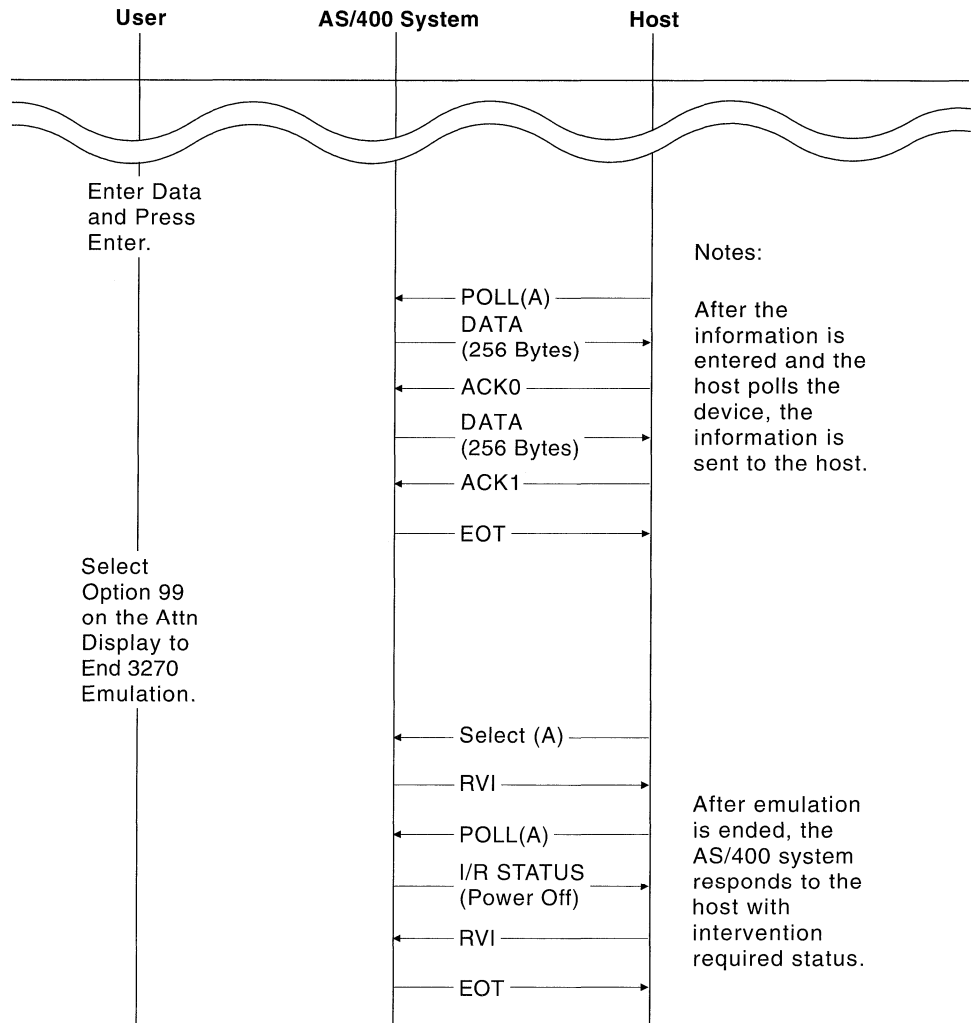 User AS/400 System Host
Enter Data
and Press
Enter.
Notes:
POLL(A)
After the
information is
entered and the
host polls the
device, the
information is
sent to the host.
DATA
(256 Bytes)
ACK0
DATA
(256 Bytes)
ACK1
EOT
Select
Option 99
on the Attn
Display to
End 3270
Emulation.
Select (A)
RVI
After emulation
is ended, the
AS/400 system
responds to the
host with
intervention
required status.
POLL(A)
I/R STATUS
(Power Off)
RVI
EOT